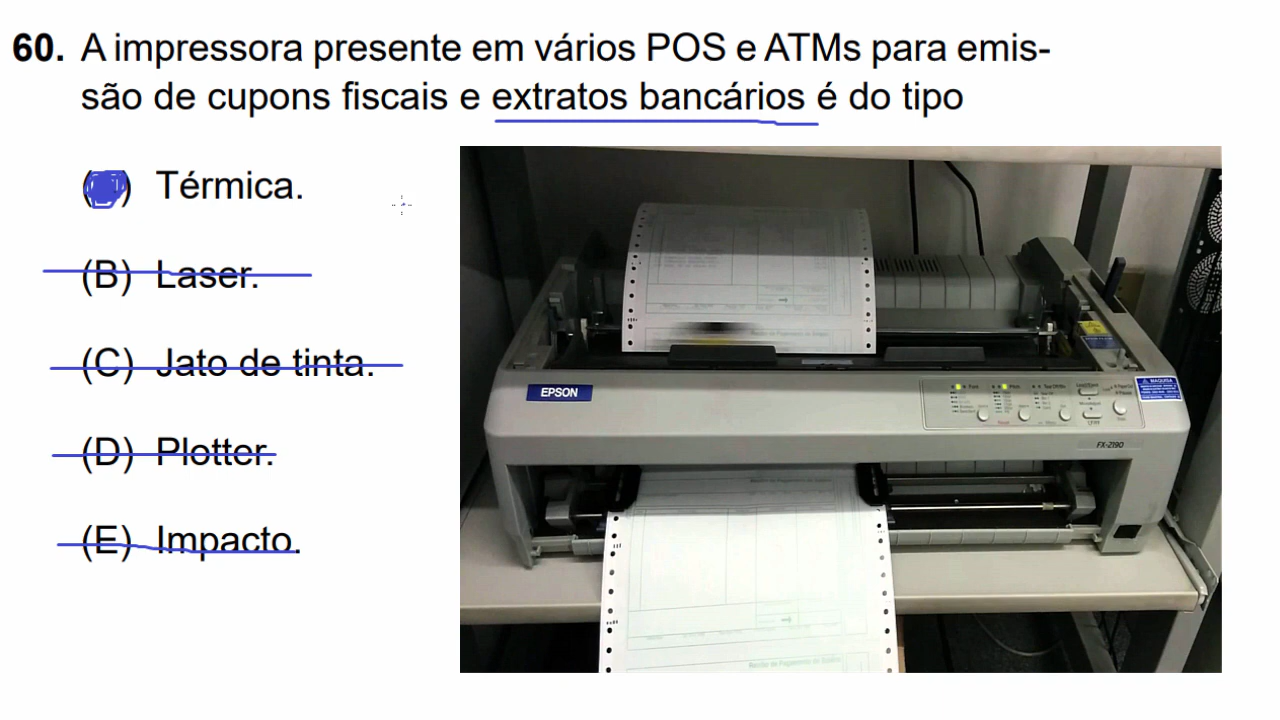 60. A impressora presente em vários POS e ATMs para emis-
são de cupons fiscais e extratos bancários é do tipo
( ) Térmica.
(B) Laser.
(C) Jato de tinta.
(D) Plotter.
(E) Impacto.
EPSON
MAQUISA
FX-2190